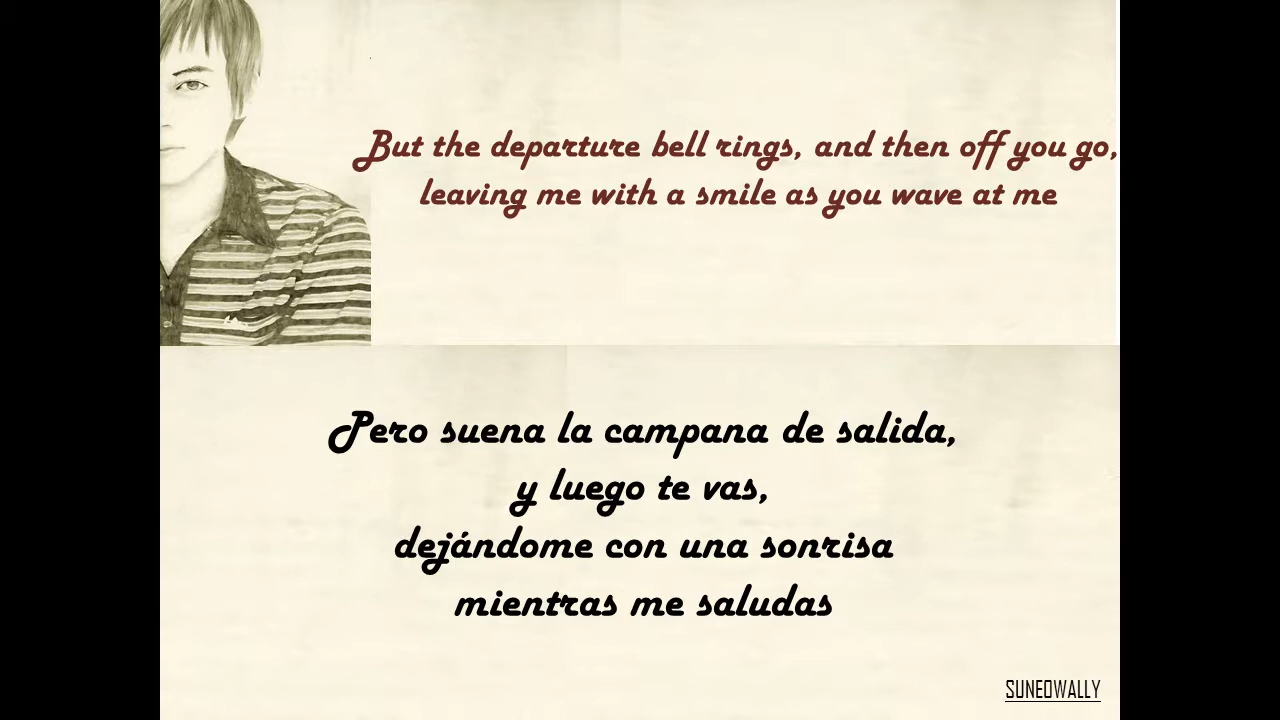 But the departure bell rings, and then off you go,
leaving me with a smile as you wave at me
Pero suena la campana de salida,
y luego te vas,
dejándome con una sonrisa
mientras me saludas
SUNEOWALLY